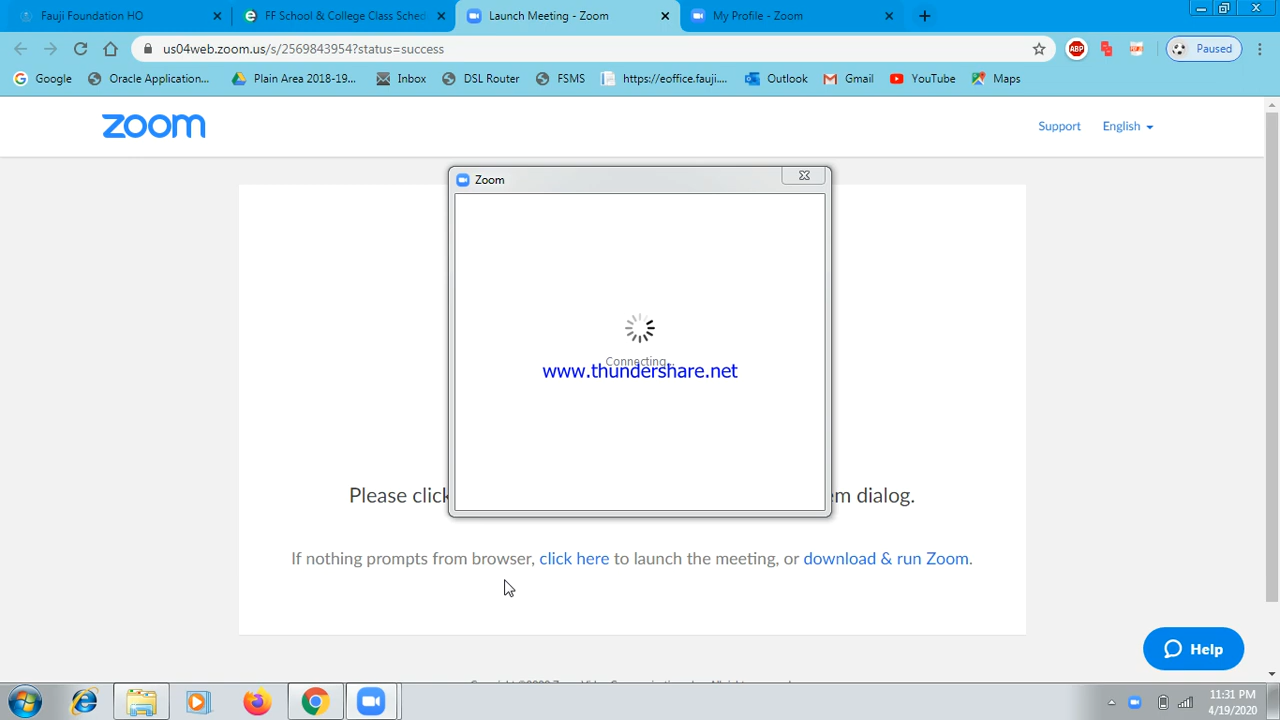 Fauji Foundation HO
FF School & College Class Sched
Launch Meeting - Zoom
My Profile - Zoom
us04web.zoom.us/s/2569843954?status=success
ABP
Paused
Google
Oracle Application...
Plain Area 2018-19...
Inbox
DSL Router
FSMS
https://eoffice.fauji....
Outlook
Gmail
YouTube
Maps
zoom
Support
English
Zoom
Connecting...
www.thundershare.net
Please click
em dialog.
If nothing prompts from browser, click here to launch the meeting, or download & run Zoom.
Help
11:31 PM
4/19/2020